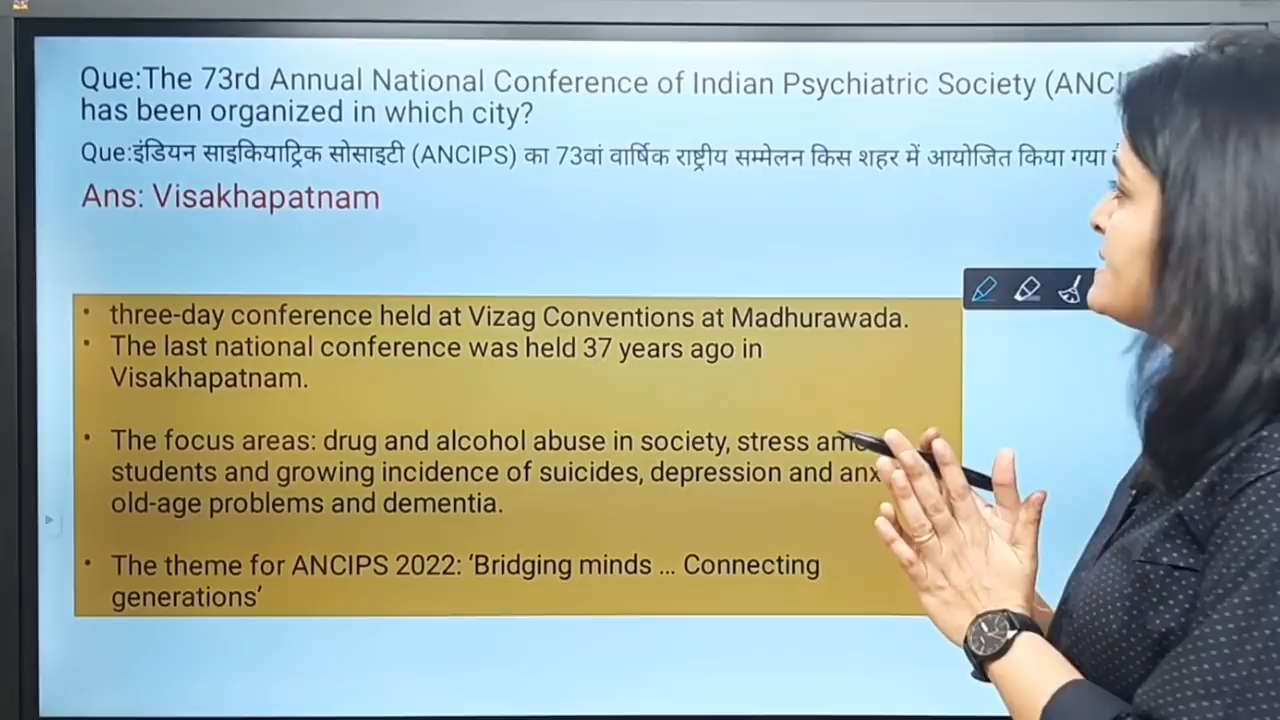 Que:The 73rd Annual National Conference of Indian Psychiatric Society
has been organized in which city?
Que:इंडियन साइकियाट्रिक सोसाइटी (ANCIPS) का 73वां वार्षिक राष्ट्रीय सम्मेलन किस शहर में आयोजित किया गया
Ans: Visakhapatnam
• three-day conference held at Vizag Conventions at Madhurawada.
• The last national conference was held 37 years ago in
Visakhapatnam.
• The focus areas: drug and alcohol abuse in society, stress
students and growing incidence of suicides, depression and
old-age problems and dementia.
• The theme for ANCIPS 2022: ‘Bridging minds ... Connecting
generations’